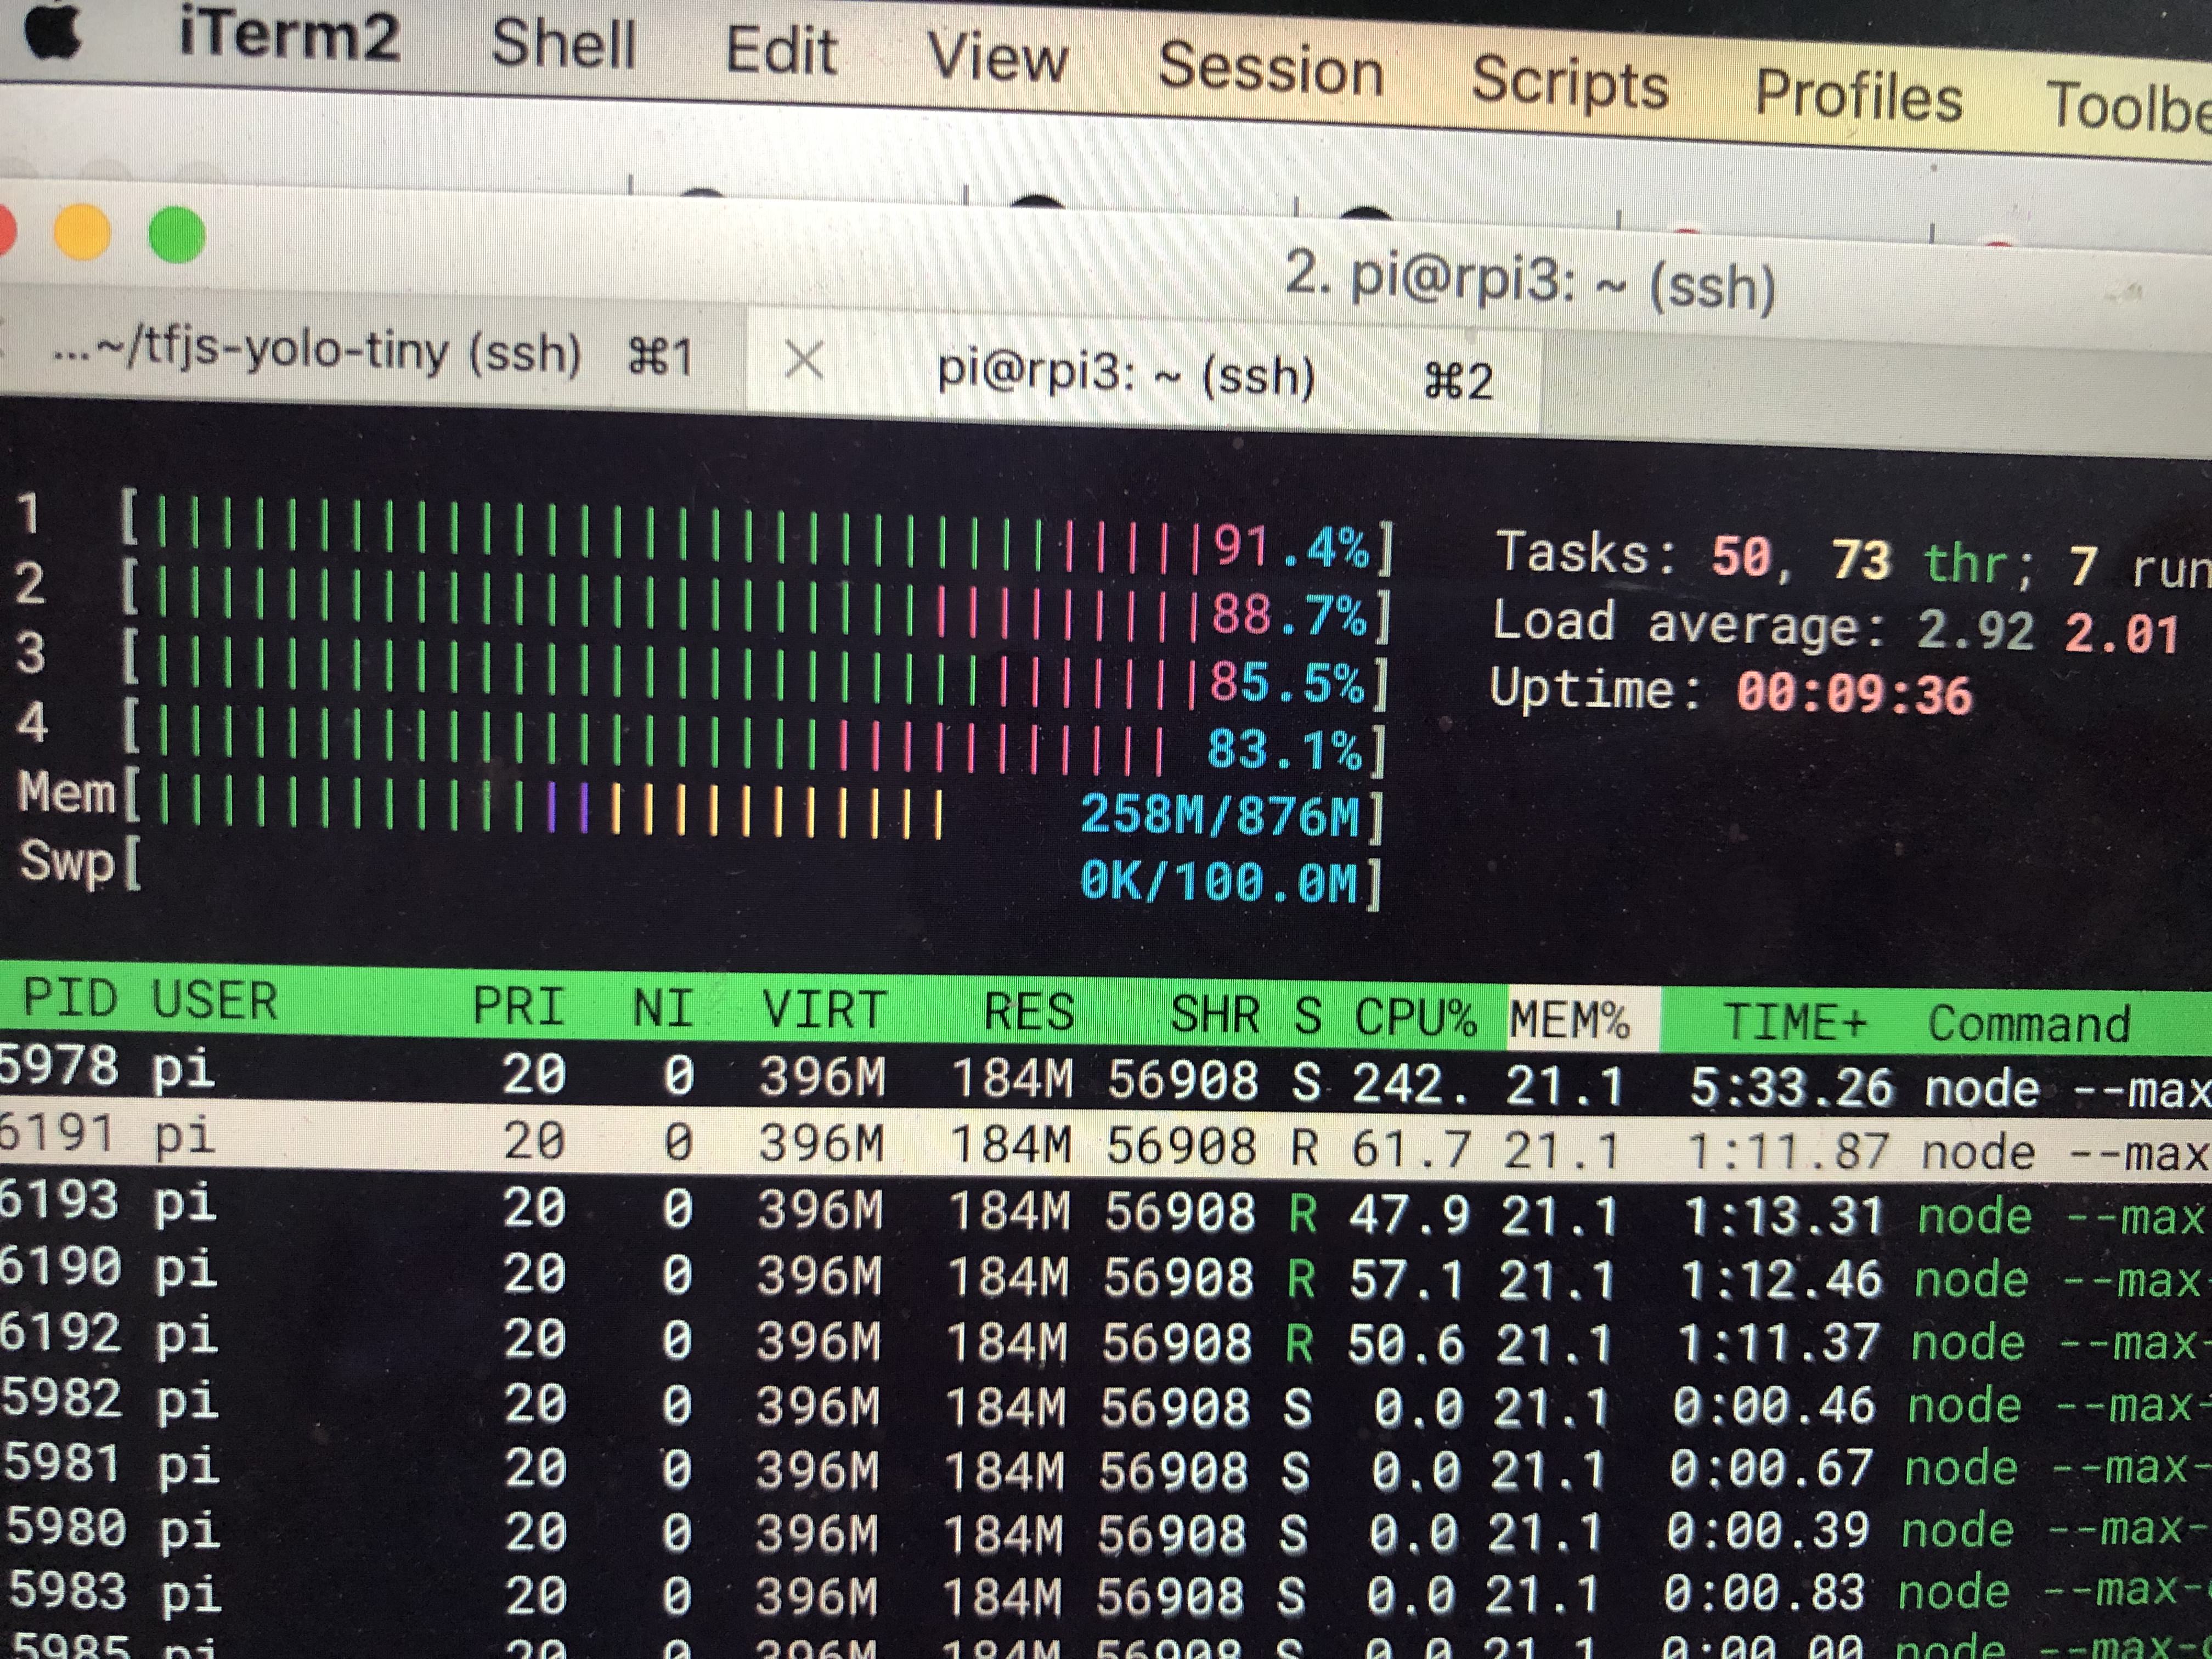 iTerm2 Shell Edit View Session Scripts Profiles Toolbe
2. pi@rpi3: ~ (ssh)
...~/tfjs-yolo-tiny (ssh) ⌘1 pi@rpi3: ~ (ssh) ⌘2
1 [||||||||||||||||||||||||||||||||||91.4%] Tasks: 50, 73 thr; 7 run
2 [||||||||||||||||||||||||||||||||||88.7%] Load average: 2.92 2.01
3 [||||||||||||||||||||||||||||||||||85.5%] Uptime: 00:09:36
4 [|||||||||||||||||||||||||||||||| 83.1%]
Mem[||||||||||||||||||||||||| 258M/876M]
Swp[ 0K/100.0M]
PID USER PRI NI VIRT RES SHR S CPU% MEM% TIME+ Command
5978 pi 20 0 396M 184M 56908 S 242. 21.1 5:33.26 node --max
6191 pi 20 0 396M 184M 56908 R 61.7 21.1 1:11.87 node --max
6193 pi 20 0 396M 184M 56908 R 47.9 21.1 1:13.31 node --max
6190 pi 20 0 396M 184M 56908 R 57.1 21.1 1:12.46 node --max
6192 pi 20 0 396M 184M 56908 R 50.6 21.1 1:11.37 node --max-
5982 pi 20 0 396M 184M 56908 S 0.0 21.1 0:00.46 node --max-
5981 pi 20 0 396M 184M 56908 S 0.0 21.1 0:00.67 node --max-
5980 pi 20 0 396M 184M 56908 S 0.0 21.1 0:00.39 node --max-
5983 pi 20 0 396M 184M 56908 S 0.0 21.1 0:00.83 node --max-
5985 pi 20 0 396M 184M 56908 S 0.0 21.1 0:00.00 node --max-